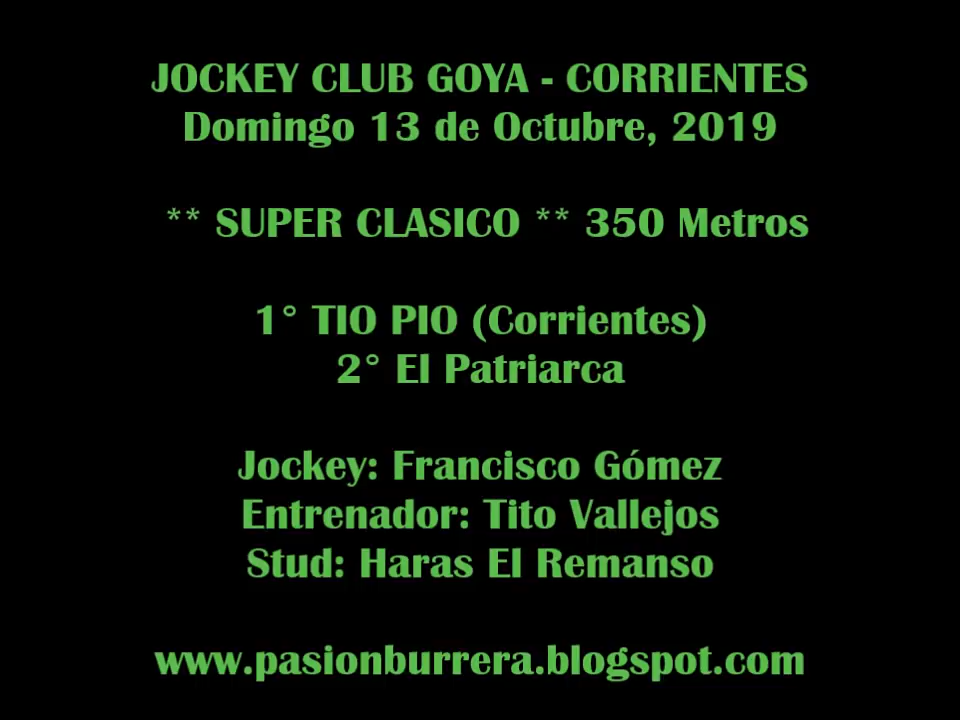 JOCKEY CLUB GOYA - CORRIENTES
Domingo 13 de Octubre, 2019
** SUPER CLASICO ** 350 Metros
1° TIO PIO (Corrientes)
2° El Patriarca
Jockey: Francisco Gómez
Entrenador: Tito Vallejos
Stud: Haras El Remanso
www.pasionburrera.blogspot.com